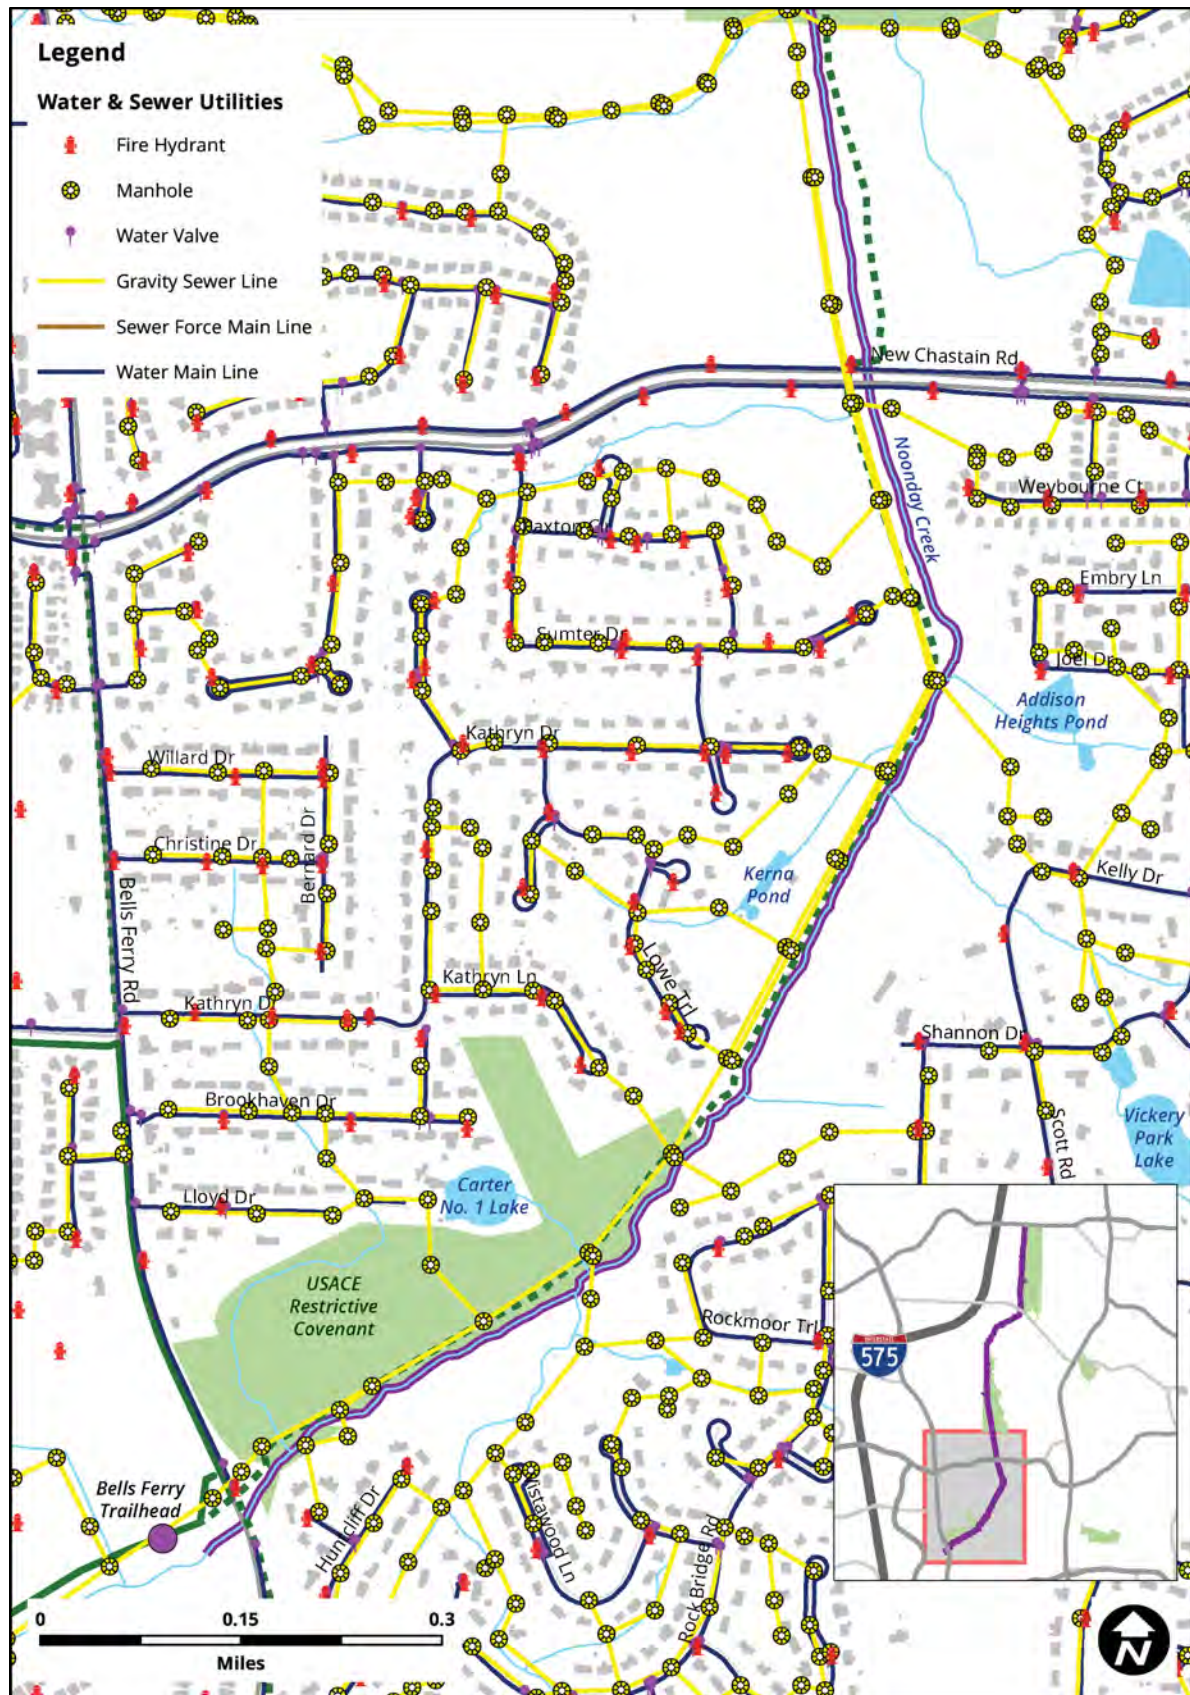 Legend
Water & Sewer Utilities
Fire Hydrant
Manhole
Water Valve
Gravity Sewer Line
Sewer Force Main Line
Water Main Line
New Chastain Rd
Noonday Creek
Weybourne Ct
Embry Ln
Joel Dr
Addison
Heights Pond
Sumter Dr
Kathryn Dr
Willard Dr
Christine Dr
Bernard Dr
Bells Ferry Rd
Kerna
Pond
Kelly Dr
Lowe Trl
Kathryn Ln
Kathryn D
Shannon Dr
Scott Rd
Vickery
Park
Lake
Brookhaven Dr
Lloyd Dr
Carter
No. 1 Lake
USACE
Restrictive
Covenant
Rockmoor Trl
575
Bells Ferry
Trailhead
Huntcliff Dr
istawood Ln
Rock Bridge Rd
0
0.15
0.3
Miles
N